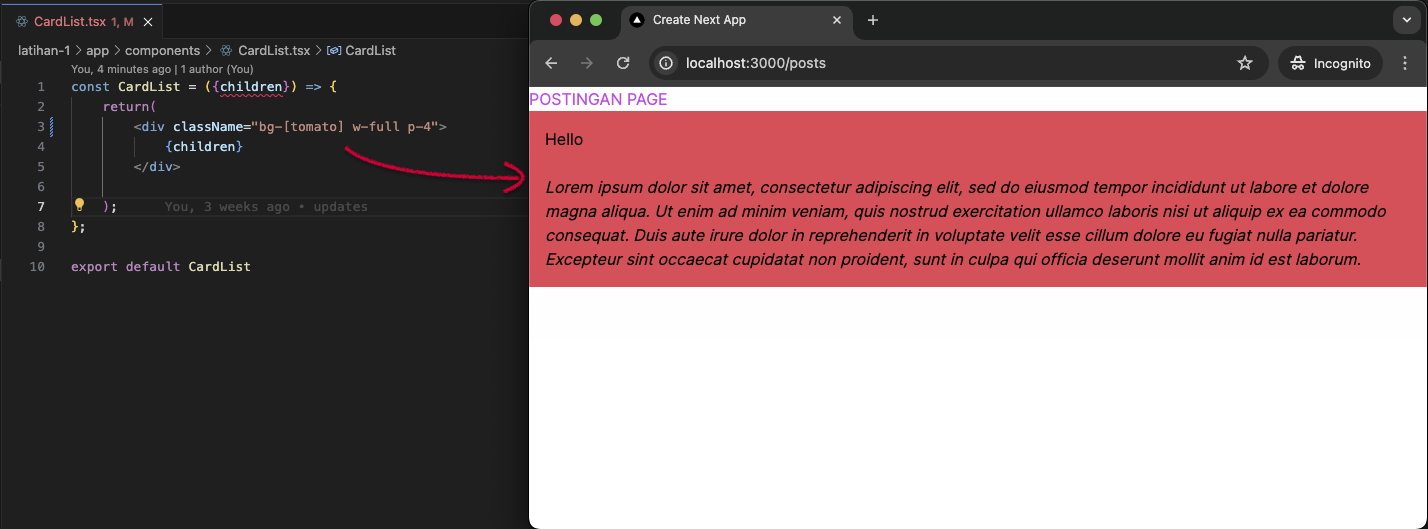 CardList.tsx 1, M
latihan-1 > app > components > CardList.tsx > CardList
You, 4 minutes ago | 1 author (You)
1 const CardList = ({children}) => {
2 return(
3 <div className="bg-[tomato] w-full p-4">
4 {children}
5 </div>
6
7 ); You, 3 weeks ago • updates
8 };
9
10 export default CardList
Create Next App
localhost:3000/posts
Incognito
POSTINGAN PAGE
Hello
Lorem ipsum dolor sit amet, consectetur adipiscing elit, sed do eiusmod tempor incididunt ut labore et dolore
magna aliqua. Ut enim ad minim veniam, quis nostrud exercitation ullamco laboris nisi ut aliquip ex ea commodo
consequat. Duis aute irure dolor in reprehenderit in voluptate velit esse cillum dolore eu fugiat nulla pariatur.
Excepteur sint occaecat cupidatat non proident, sunt in culpa qui officia deserunt mollit anim id est laborum.